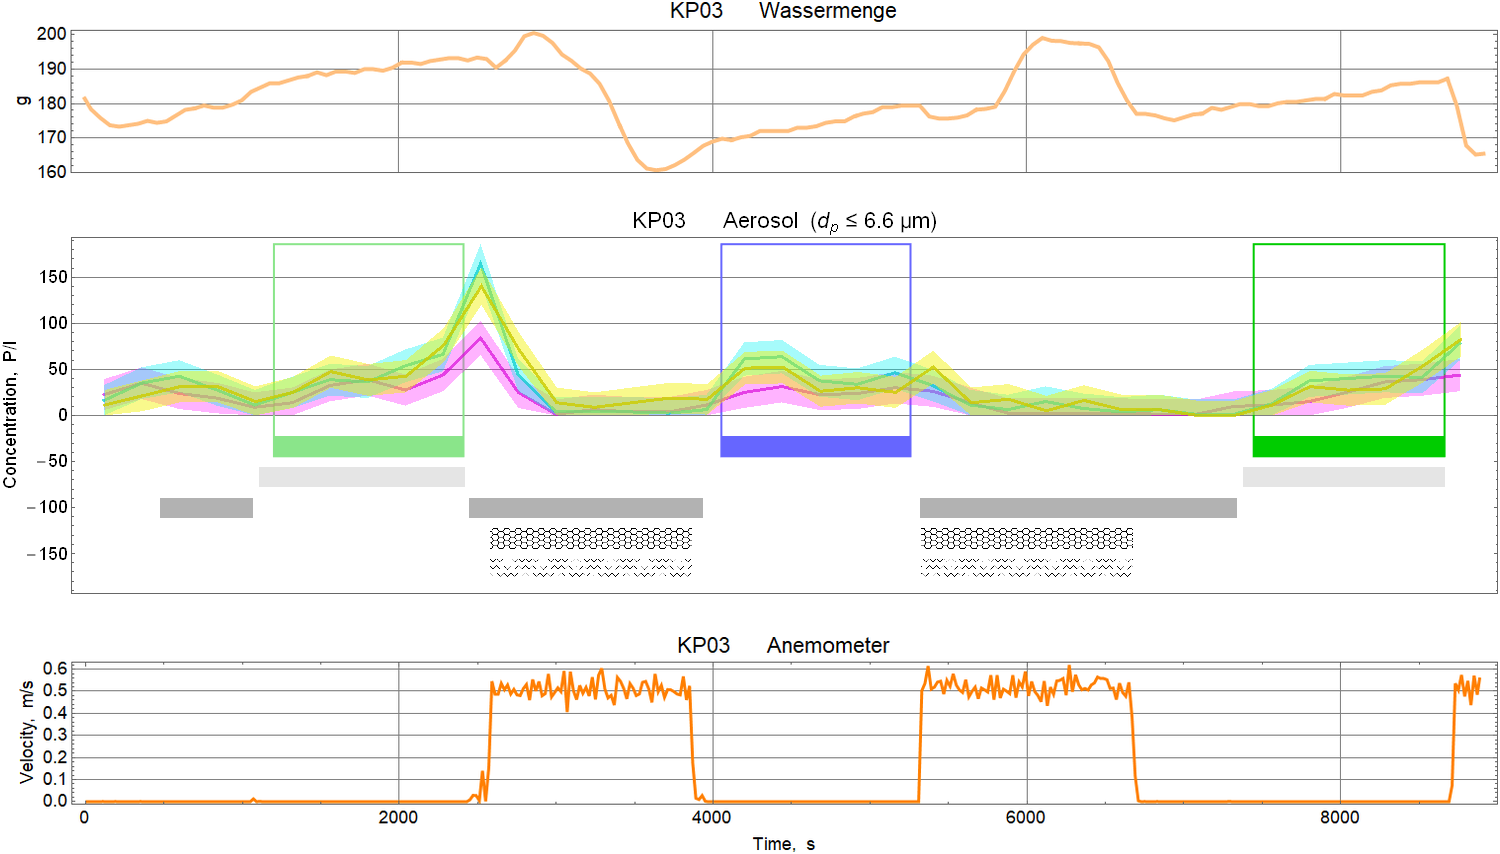 KP03 Wassermenge
200
190
180
170
160
g
KP03 Aerosol (dp ≤ 6.6 µm)
150
100
50
0
−50
−100
−150
Concentration, P/l
KP03 Anemometer
0.6
0.5
0.4
0.3
0.2
0.1
0.0
Velocity, m/s
0 2000 4000 6000 8000
Time, s